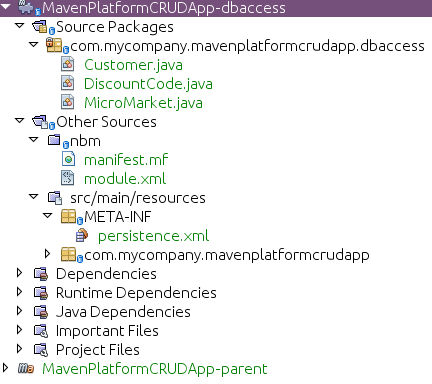 MavenPlatformCRUDApp-dbaccess
Source Packages
com.mycompany.mavenplatformcrudapp.dbaccess
Customer.java
DiscountCode.java
MicroMarket.java
Other Sources
nbm
manifest.mf
module.xml
src/main/resources
META-INF
persistence.xml
com.mycompany.mavenplatformcrudapp
Dependencies
Runtime Dependencies
Java Dependencies
Important Files
Project Files
MavenPlatformCRUDApp-parent